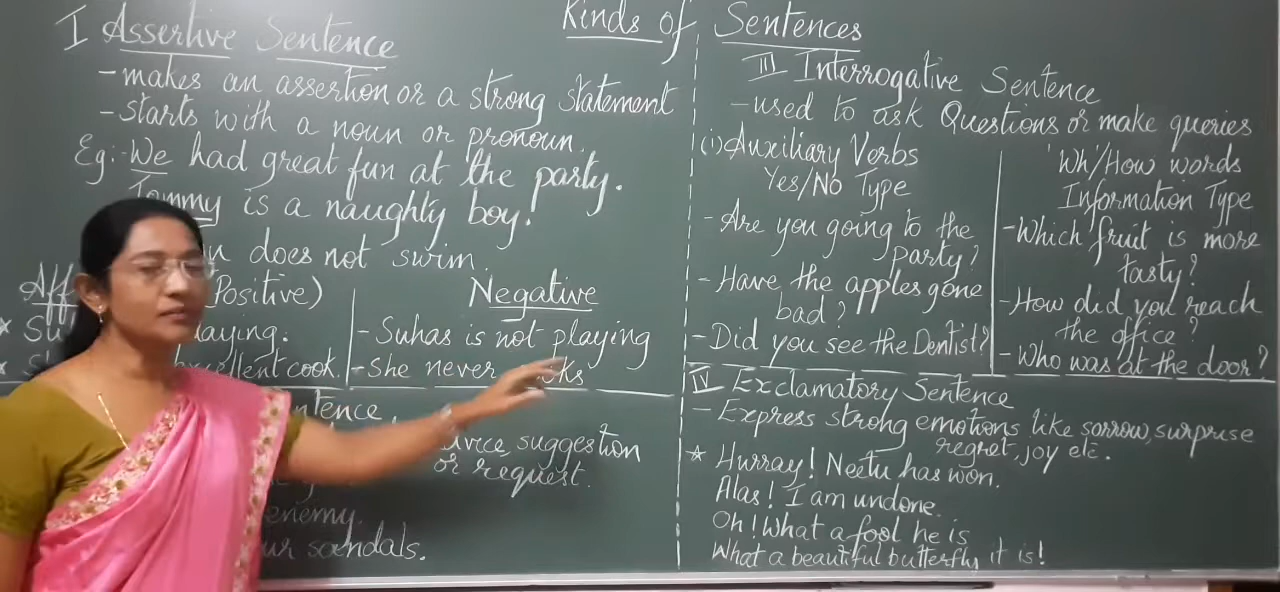 Kinds of Sentences
I Assertive Sentence
- makes an assertion or a strong statement
- starts with a noun or pronoun.
Eg:- We had great fun at the party.
Tommy is a naughty boy.
does not swim.
(Positive)
excellent cook.
Negative
- Suhas is not playing
- She never
suggestion
or request.
enemy.
sandals.
III Interrogative Sentence
- used to ask Questions or make queries
(i) Auxiliary Verbs
Yes/No Type
- Are you going to the
party?
- Have the apples gone
bad?
- Did you see the Dentist?
'Wh'/How words
Information Type
- Which fruit is more
tasty?
- How did you reach
the office?
- Who was at the door?
IV Exclamatory Sentence
- Express strong emotions like sorrow, surprise
regret, joy etc.
* Hurray! Neetu has won.
Alas! I am undone.
Oh! What a fool he is
What a beautiful butterfly it is!